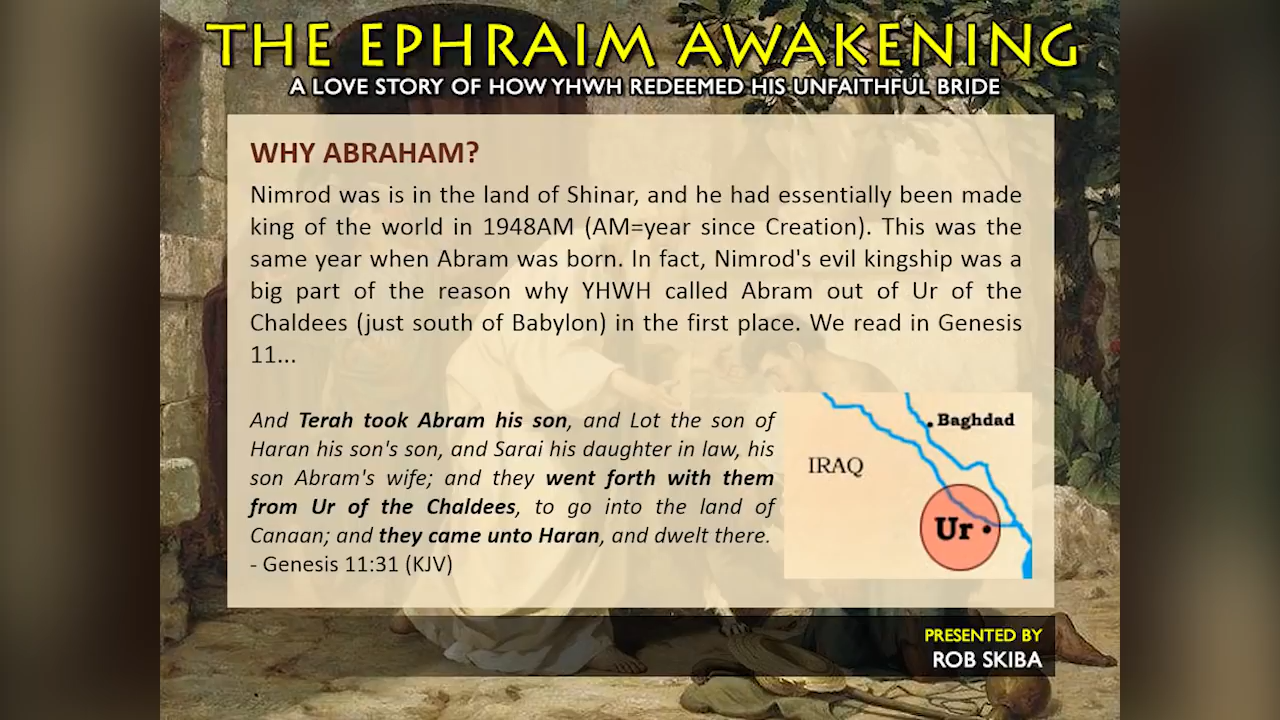 THE EPHRAIM AWAKENING
A LOVE STORY OF HOW YHWH REDEEMED HIS UNFAITHFUL BRIDE
WHY ABRAHAM?
Nimrod was is in the land of Shinar, and he had essentially been made
king of the world in 1948AM (AM=year since Creation). This was the
same year when Abram was born. In fact, Nimrod's evil kingship was a
big part of the reason why YHWH called Abram out of Ur of the
Chaldees (just south of Babylon) in the first place. We read in Genesis
11...
And Terah took Abram his son, and Lot the son of
Haran his son's son, and Sarai his daughter in law, his
son Abram's wife; and they went forth with them
from Ur of the Chaldees, to go into the land of
Canaan; and they came unto Haran, and dwelt there.
- Genesis 11:31 (KJV)
Baghdad
IRAQ
Ur
PRESENTED BY
ROB SKIBA